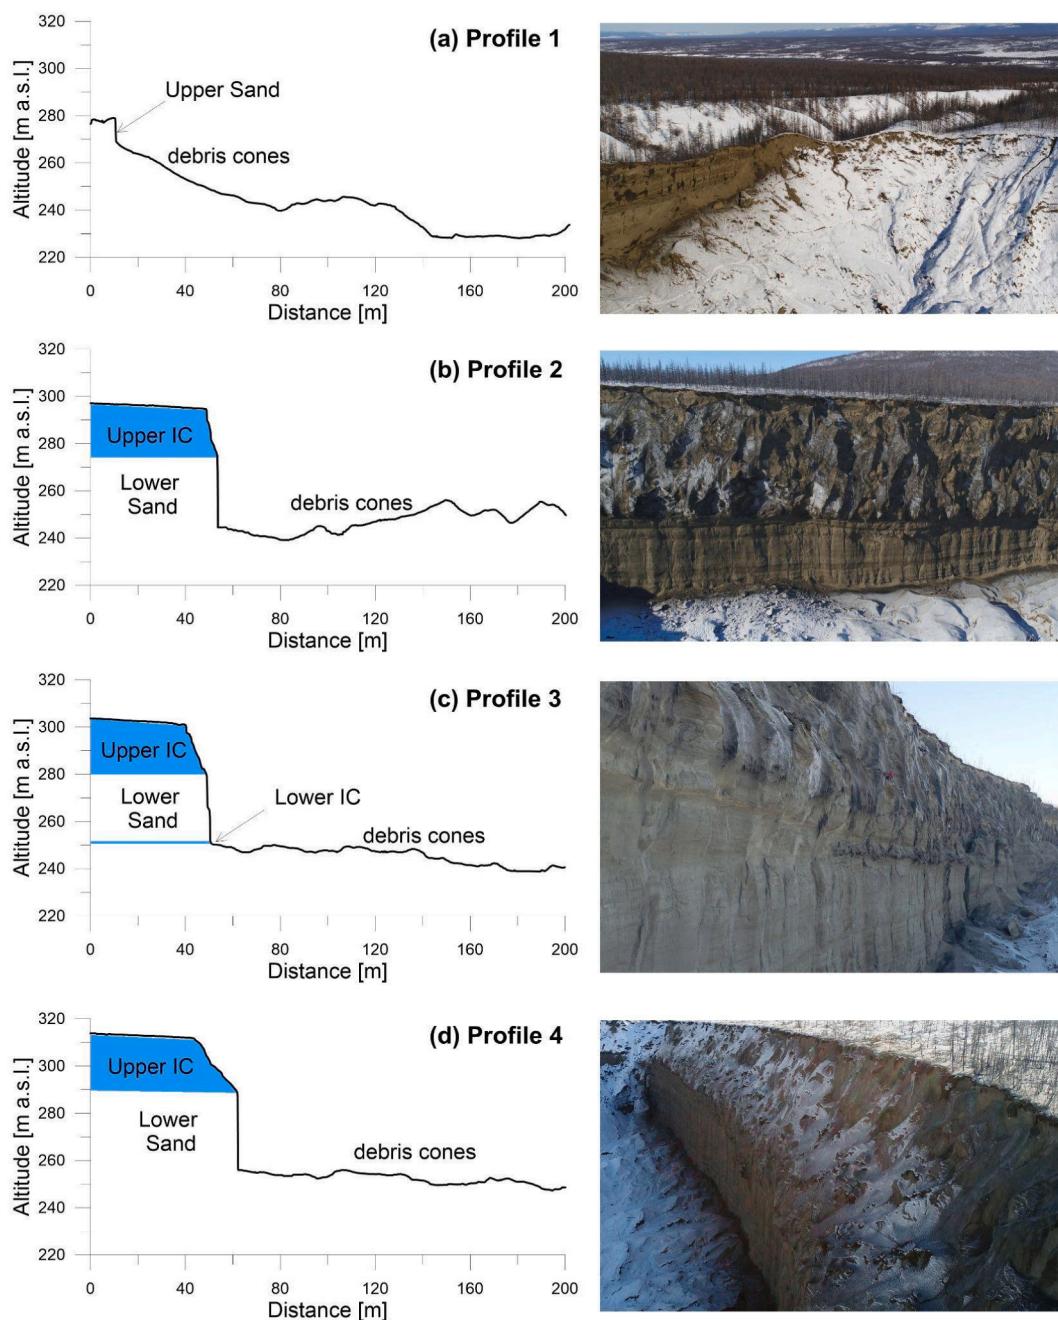 (a) Profile 1
Altitude [m a.s.l.]
320
300
280
260
240
220
Upper Sand
debris cones
0
40
80
120
160
200
Distance [m]
(b) Profile 2
Altitude [m a.s.l.]
320
300
280
260
240
220
Upper IC
Lower
Sand
debris cones
0
40
80
120
160
200
Distance [m]
(c) Profile 3
Altitude [m a.s.l.]
320
300
280
260
240
220
Upper IC
Lower
Sand
Lower IC
debris cones
0
40
80
120
160
200
Distance [m]
(d) Profile 4
Altitude [m a.s.l.]
320
300
280
260
240
220
Upper IC
Lower
Sand
debris cones
0
40
80
120
160
200
Distance [m]